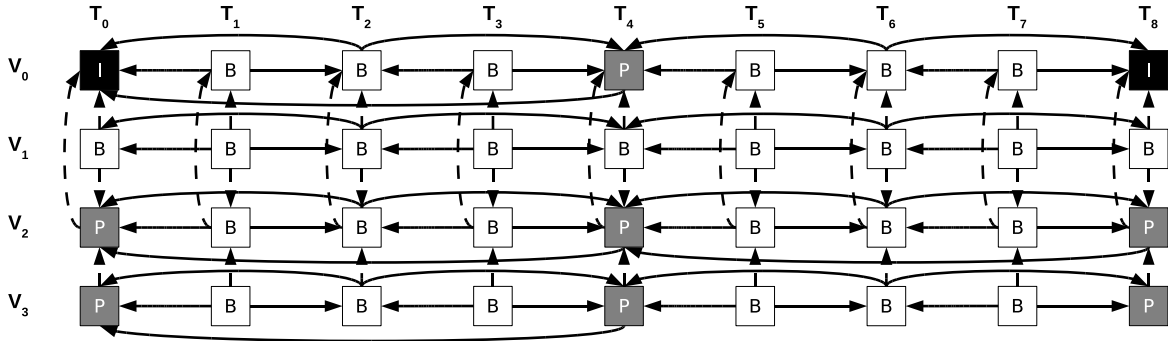 T0 T1 T2 T3 T4 T5 T6 T7 T8
V0 I B B B P B B B I
V1 B B B B B B B B B
V2 P B B B P B B B P
V3 P B B B P B B B P